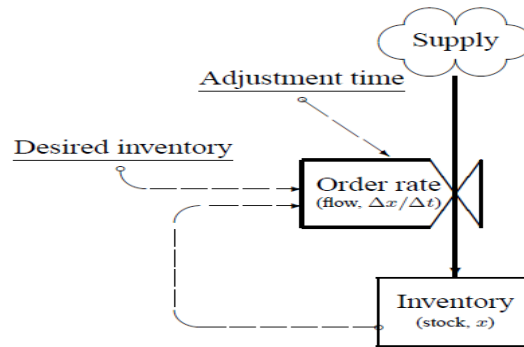 Supply
Adjustment time
Desired inventory
Order rate
(flow, Δx/Δt)
Inventory
(stock, x)